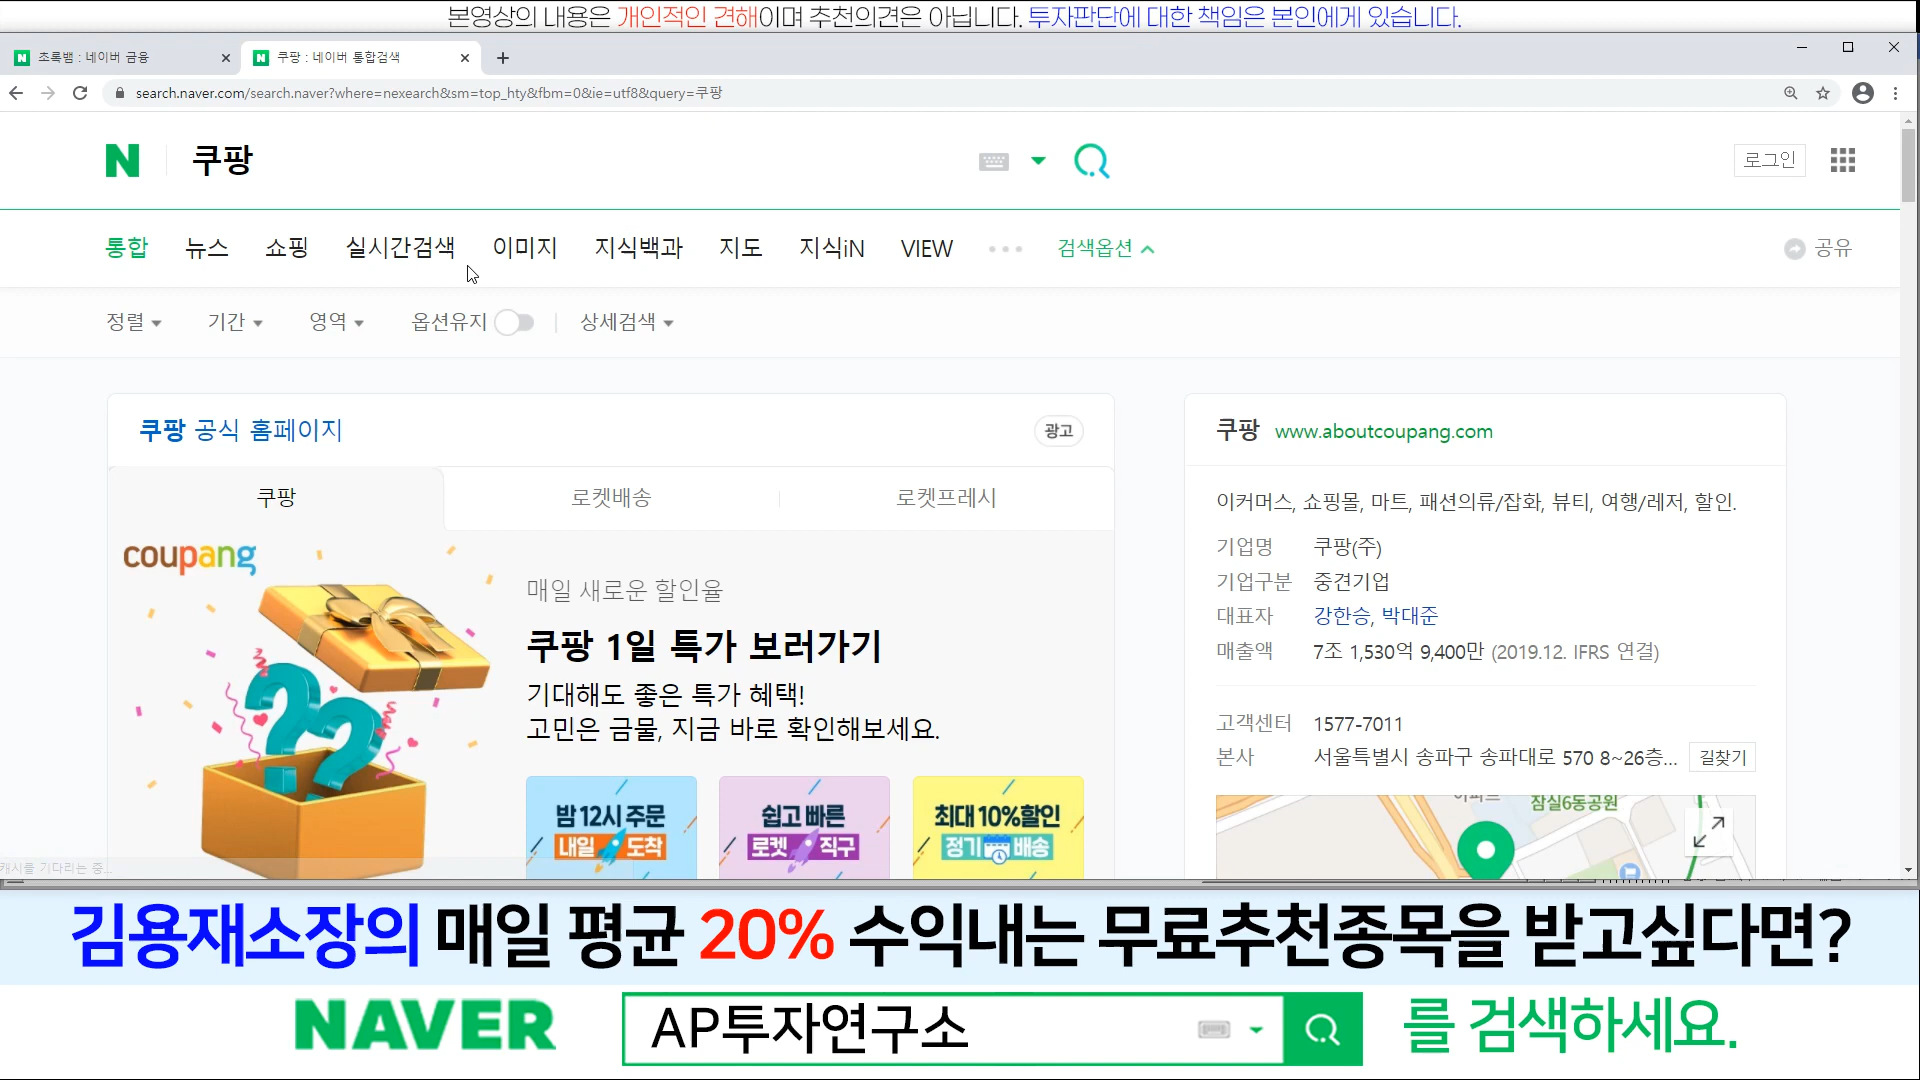 본영상의 내용은 개인적인 견해이며 추천의견은 아닙니다. 투자판단에 대한 책임은 본인에게 있습니다.
초록뱀 : 네이버 금융
쿠팡 : 네이버 통합검색
search.naver.com/search.naver?where=nexearch&sm=top_hty&fbm=0&ie=utf8&query=쿠팡
N 쿠팡
로그인
통합 뉴스 쇼핑 실시간검색 이미지 지식백과 지도 지식iN VIEW 검색옵션 공유
정렬 기간 영역 옵션유지 상세검색
쿠팡 공식 홈페이지 광고
쿠팡 로켓배송 로켓프레시
coupang
매일 새로운 할인율
쿠팡 1일 특가 보러가기
기대해도 좋은 특가 혜택!
고민은 금물, 지금 바로 확인해보세요.
밤 12시 주문
내일 도착
쉽고 빠른
로켓 직구
최대 10%할인
정기 배송
쿠팡 www.aboutcoupang.com
이커머스, 쇼핑몰, 마트, 패션의류/잡화, 뷰티, 여행/레저, 할인.
기업명 쿠팡(주)
기업구분 중견기업
대표자 강한승, 박대준
매출액 7조 1,530억 9,400만 (2019.12. IFRS 연결)
고객센터 1577-7011
본사 서울특별시 송파구 송파대로 570 8~26층... 길찾기
잠실6동공원
캐시를 기다리는 중...
김용재소장의 매일 평균 20% 수익내는 무료추천종목을 받고싶다면?
NAVER AP투자연구소 를 검색하세요.